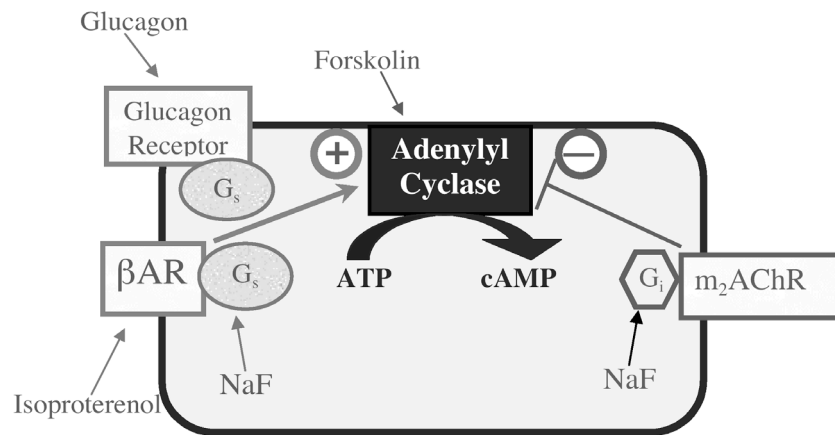 Glucagon
Forskolin
Glucagon
Receptor
+
Adenylyl
Cyclase
−
Gs
βAR
Gs
ATP
cAMP
Gi
m2AChR
NaF
NaF
Isoproterenol